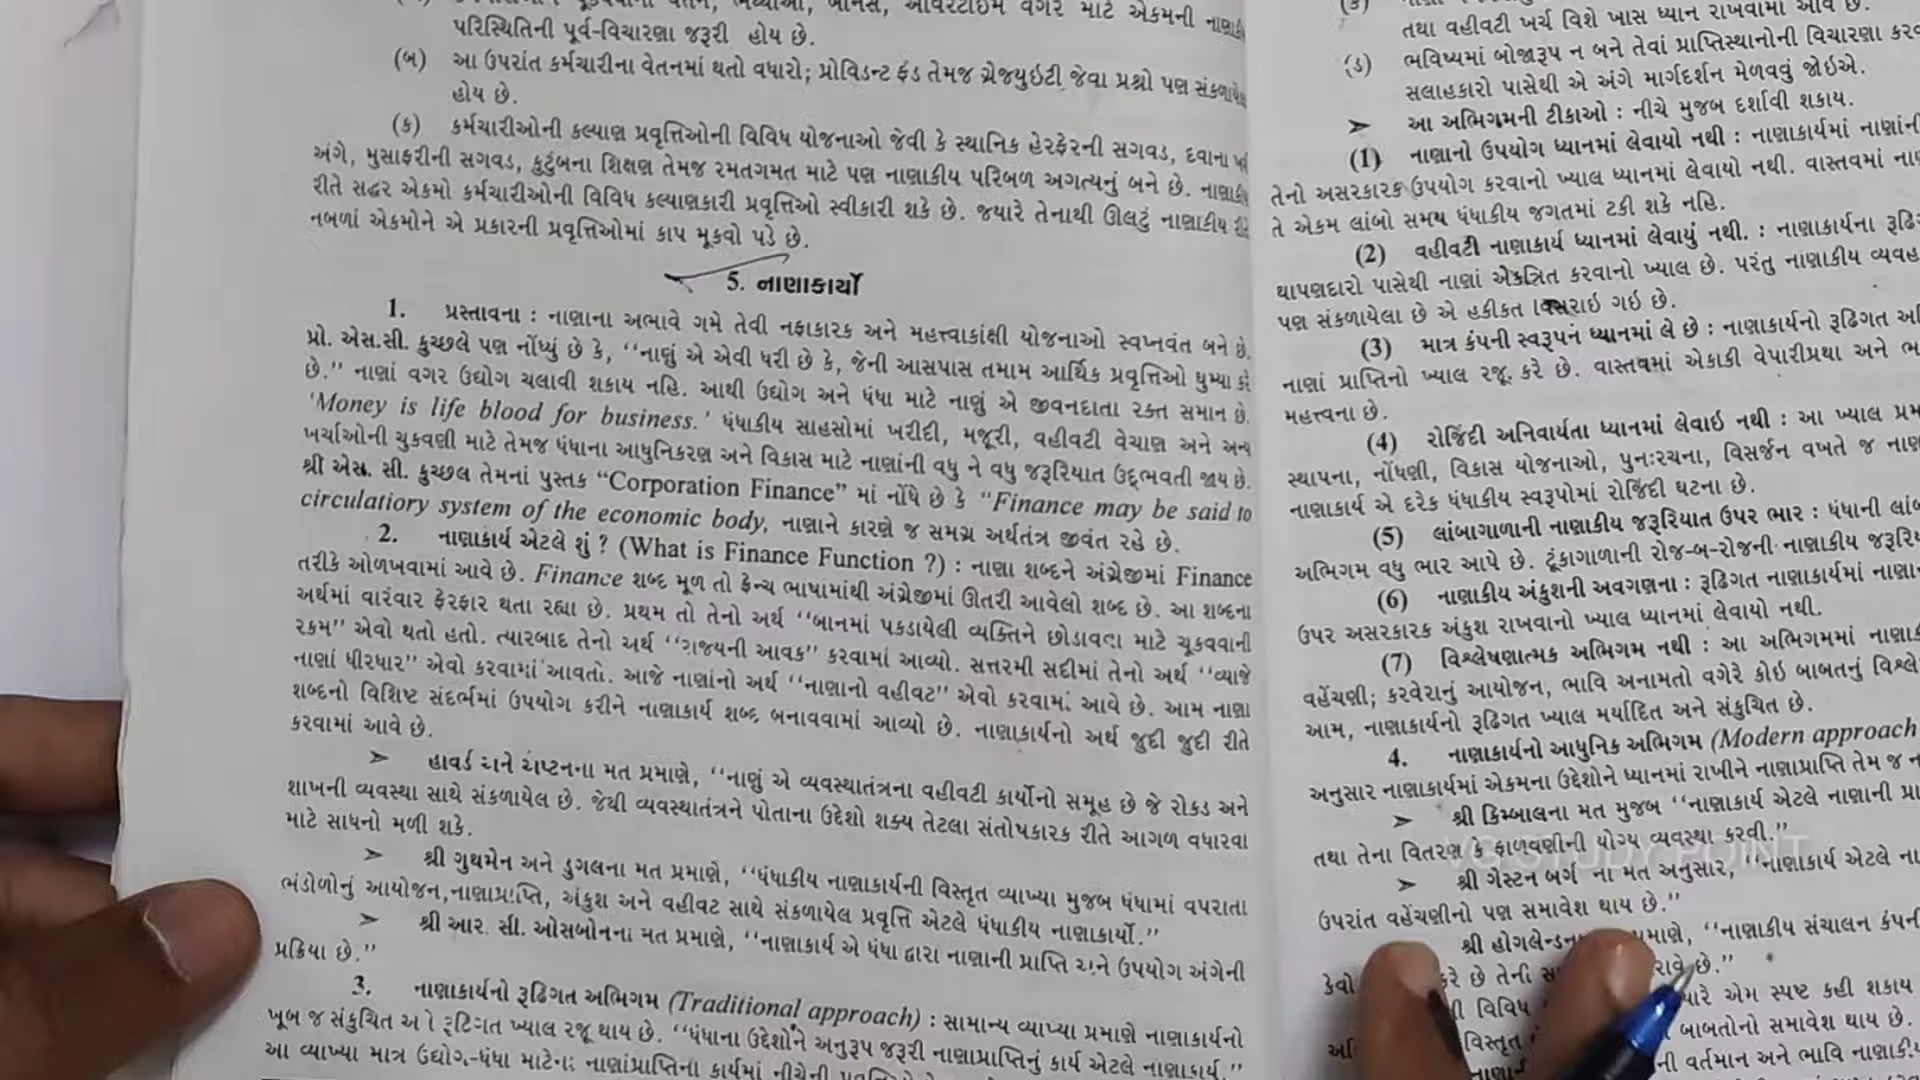 પરિસ્થિતિની પૂર્વ-વિચારણા જરૂરી હોય છે.
(બ) આ ઉપરાંત કર્મચારીના વેતનમાં થતો વધારો; પ્રોવિડન્ટ ફંડ તેમજ ગ્રેજ્યુઇટી જેવા પ્રશ્નો પણ
હોય છે.
(ક) કર્મચારીઓની કલ્યાણ પ્રવૃત્તિઓની વિવિધ યોજનાઓ જેવી કે સ્થાનિક હેરફેરની સગવડ, દવાના
અંગે, મુસાફરીની સગવડ, કુટુંબના શિક્ષણ તેમજ રમતગમત માટે પણ નાણાકીય પરિબળ અગત્યનું બને છે.
રીતે સદ્ધર એકમો કર્મચારીઓની વિવિધ કલ્યાણકારી પ્રવૃત્તિઓ સ્વીકારી શકે છે. જયારે તેનાથી ઊલટું નાણાકીય રીતે
નબળાં એકમોને એ પ્રકારની પ્રવૃત્તિઓમાં કાપ મૂકવો પડે છે.
5. નાણાકાર્યો
1. પ્રસ્તાવના : નાણાના અભાવે ગમે તેવી નફાકારક અને મહત્ત્વાકાંક્ષી યોજનાઓ સ્વપ્નવંત બને છે.
પ્રો. એસ.સી. કુચ્છલે પણ નોંધ્યું છે કે, ‘‘નાણું એ એવી ધરી છે કે, જેની આસપાસ તમામ આર્થિક પ્રવૃત્તિઓ ઘુમ્યા કરે
છે.’’ નાણાં વગર ઉદ્યોગ ચલાવી શકાય નહિ. આથી ઉદ્યોગ અને ધંધા માટે નાણું એ જીવનદાતા રક્ત સમાન છે.
‘Money is life blood for business.’ ધંધાકીય સાહસોમાં ખરીદી, મજૂરી, વહીવટી વેચાણ અને અન્ય
ખર્ચાઓની ચુકવણી માટે તેમજ ધંધાના આધુનિકરણ અને વિકાસ માટે નાણાંની વધુ ને વધુ જરૂરિયાત ઉદ્ભવતી જાય છે.
શ્રી એસ. સી. કુચ્છલ તેમનાં પુસ્તક “Corporation Finance” માં નોંધે છે કે “Finance may be said to
circulatiory system of the economic body, નાણાને કારણે જ સમગ્ર અર્થતંત્ર જીવંત રહે છે.
2. નાણાકાર્ય એટલે શું ? (What is Finance Function ?) : નાણા શબ્દને અંગ્રેજીમાં Finance
તરીકે ઓળખવામાં આવે છે. Finance શબ્દ મૂળ તો ફ્રેન્ચ ભાષામાંથી અંગ્રેજીમાં ઊતરી આવેલો શબ્દ છે. આ શબ્દના
અર્થમાં વારંવાર ફેરફાર થતા રહ્યા છે. પ્રથમ તો તેનો અર્થ ‘‘બાનમાં પકડાયેલી વ્યક્તિને છોડાવવા માટે ચૂકવવાની
રકમ’’ એવો થતો હતો. ત્યારબાદ તેનો અર્થ ‘‘રાજ્યની આવક’’ કરવામાં આવ્યો. સત્તરમી સદીમાં તેનો અર્થ ‘‘વ્યાજે
નાણાં ધીરધાર’’ એવો કરવામાં આવતો. આજે નાણાંનો અર્થ ‘‘નાણાનો વહીવટ’’ એવો કરવામાં આવે છે. આમ નાણા
શબ્દનો વિશિષ્ટ સંદર્ભમાં ઉપયોગ કરીને નાણાકાર્ય શબ્દ બનાવવામાં આવ્યો છે. નાણાકાર્યનો અર્થ જુદી જુદી રીતે
કરવામાં આવે છે.
➢ હાવર્ડ અને અપ્ટનના મત પ્રમાણે, ‘‘નાણું એ વ્યવસ્થાતંત્રના વહીવટી કાર્યોનો સમૂહ છે જે રોકડ અને
શાખની વ્યવસ્થા સાથે સંકળાયેલ છે. જેથી વ્યવસ્થાતંત્રને પોતાના ઉદ્દેશો શક્ય તેટલા સંતોષકારક રીતે આગળ વધારવા
માટે સાધનો મળી શકે.
➢ શ્રી ગુથમેન અને ડુગલના મત પ્રમાણે, ‘‘ધંધાકીય નાણાકાર્યની વિસ્તૃત વ્યાખ્યા મુજબ ધંધામાં વપરાતા
ભંડોળોનું આયોજન,નાણાપ્રાપ્તિ, અંકુશ અને વહીવટ સાથે સંકળાયેલ પ્રવૃત્તિ એટલે ધંધાકીય નાણાકાર્યો.’’
➢ શ્રી આર. સી. ઓસબોનના મત પ્રમાણે, ‘‘નાણાકાર્ય એ ધંધા દ્વારા નાણાની પ્રાપ્તિ અને ઉપયોગ અંગેની
પ્રક્રિયા છે.’’
3. નાણાકાર્યનો રૂઢિગત અભિગમ (Traditional approach) : સામાન્ય વ્યાખ્યા પ્રમાણે નાણાકાર્યનો
ખૂબ જ સંકુચિત રૂઢિગત ખ્યાલ રજૂ થાય છે. ‘‘ધંધાના ઉદ્દેશોને અનુરૂપ જરૂરી નાણાપ્રાપ્તિનું કાર્ય એટલે નાણાકાર્ય.’’
આ વ્યાખ્યા માત્ર ઉદ્યોગ-ધંધા માટેના નાણાંપ્રાપ્તિના કાર્યમાં નીચેની
તથા વહીવટી ખર્ચ વિશે ખાસ ધ્યાન રાખવામાં આવે છે.
(ડ) ભવિષ્યમાં બોજારૂપ ન બને તેવાં પ્રાપ્તિસ્થાનોની વિચારણા
સલાહકારો પાસેથી એ અંગે માર્ગદર્શન મેળવવું જોઇએ.
➢ આ અભિગમની ટીકાઓ : નીચે મુજબ દર્શાવી શકાય.
(1) નાણાનો ઉપયોગ ધ્યાનમાં લેવાયો નથી : નાણાકાર્યમાં
તેનો અસરકારક ઉપયોગ કરવાનો ખ્યાલ ધ્યાનમાં લેવાયો નથી. વાસ્તવમાં
તે એકમ લાંબો સમય ધંધાકીય જગતમાં ટકી શકે નહિ.
(2) વહીવટી નાણાકાર્ય ધ્યાનમાં લેવાયું નથી. : નાણાકાર્યના
થાપણદારો પાસેથી નાણાં એકત્રિત કરવાનો ખ્યાલ છે. પરંતુ નાણાકીય
પણ સંકળાયેલા છે એ હકીકત વિસરાઇ ગઇ છે.
(3) માત્ર કંપની સ્વરૂપને ધ્યાનમાં લે છે : નાણાકાર્યનો રૂઢિગત
નાણાં પ્રાપ્તિનો ખ્યાલ રજૂ કરે છે. વાસ્તવમાં એકાકી વેપારીપ્રથા અને
મહત્ત્વના છે.
(4) રોજિંદી અનિવાર્યતા ધ્યાનમાં લેવાઇ નથી : આ ખ્યાલ
સ્થાપના, નોંધણી, વિકાસ યોજનાઓ, પુનઃરચના, વિસર્જન વખતે જ
નાણાકાર્ય એ દરેક ધંધાકીય સ્વરૂપોમાં રોજિંદી ઘટના છે.
(5) લાંબાગાળાની નાણાકીય જરૂરિયાત ઉપર ભાર : ધંધાની
અભિગમ વધુ ભાર આપે છે. ટૂંકાગાળાની રોજ-બ-રોજની નાણાકીય
(6) નાણાકીય અંકુશની અવગણના : રૂઢિગત નાણાકાર્યમાં
ઉપર અસરકારક અંકુશ રાખવાનો ખ્યાલ ધ્યાનમાં લેવાયો નથી.
(7) વિશ્લેષણાત્મક અભિગમ નથી : આ અભિગમમાં
વહેંચણી; કરવેરાનું આયોજન, ભાવિ અનામતો વગેરે કોઇ બાબતનું
આમ, નાણાકાર્યનો રૂઢિગત ખ્યાલ મર્યાદિત અને સંકુચિત છે.
4. નાણાકાર્યનો આધુનિક અભિગમ (Modern approach
અનુસાર નાણાકાર્યમાં એકમના ઉદ્દેશોને ધ્યાનમાં રાખીને નાણાપ્રાપ્તિ તેમ જ
➢ શ્રી કિમ્બાલના મત મુજબ ‘‘નાણાકાર્ય એટલે નાણાની
તથા તેના વિતરણ કે ફાળવણીની યોગ્ય વ્યવસ્થા કરવી.’’
VG STUDY POINT
➢ શ્રી ગેસ્ટન બર્ગ ના મત અનુસાર, ‘‘નાણાકાર્ય એટલે
ઉપરાંત વહેંચણીનો પણ સમાવેશ થાય છે.’’
શ્રી ‘‘નાણાકીય સંચાલન
કેવો
એમ સ્પષ્ટ કહી શકાય
વિવિધ બાબતોનો સમાવેશ થાય છે.
વિસ્તૃત વર્તમાન અને ભાવિ